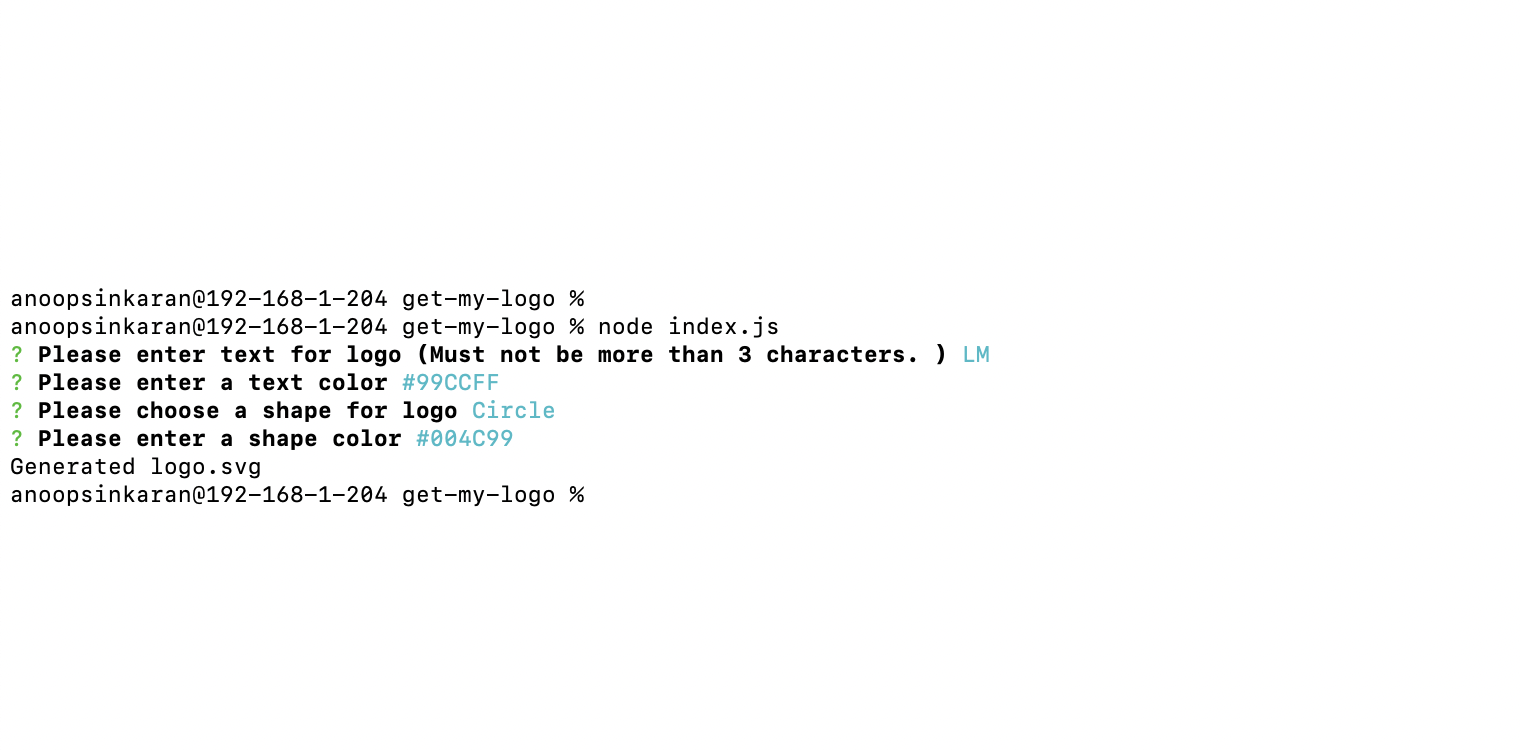 anoopsinkaran@192-168-1-204 get-my-logo %
anoopsinkaran@192-168-1-204 get-my-logo % node index.js
? Please enter text for logo (Must not be more than 3 characters. ) LM
? Please enter a text color #99CCFF
? Please choose a shape for logo Circle
? Please enter a shape color #004C99
Generated logo.svg
anoopsinkaran@192-168-1-204 get-my-logo %